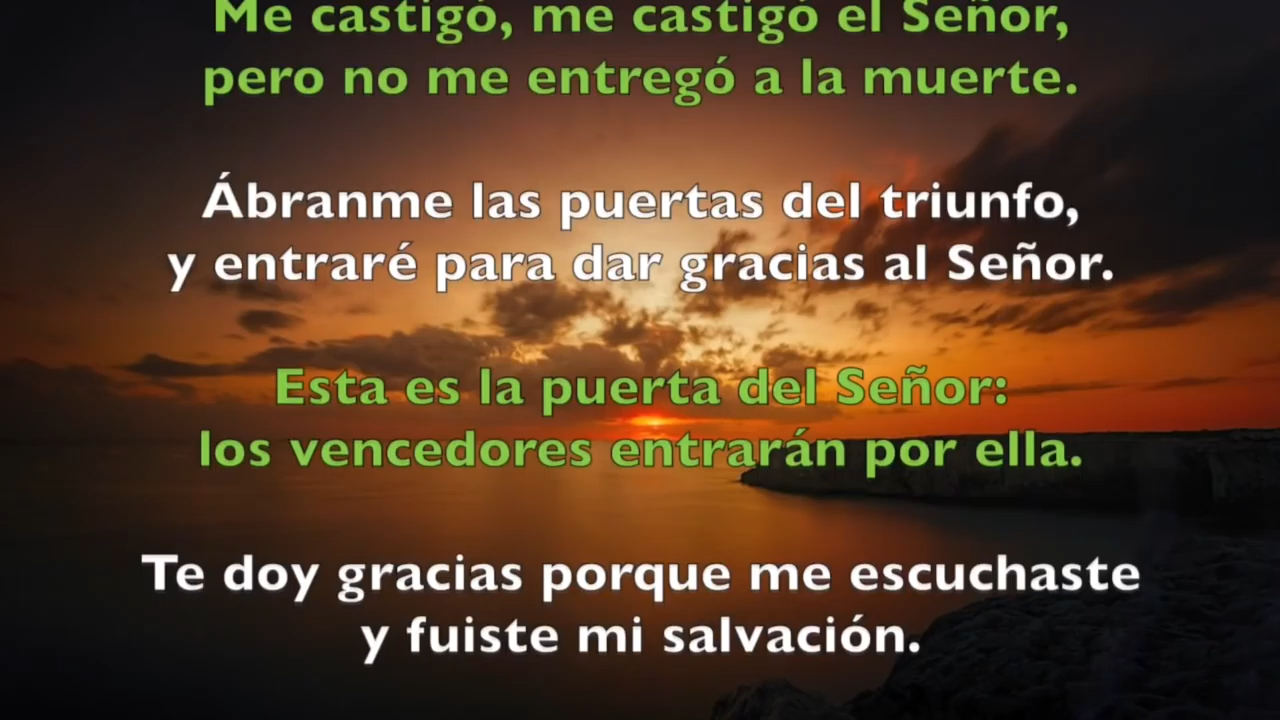 Me castigó, me castigó el Señor,
pero no me entregó a la muerte.
Ábranme las puertas del triunfo,
y entraré para dar gracias al Señor.
Esta es la puerta del Señor:
los vencedores entrarán por ella.
Te doy gracias porque me escuchaste
y fuiste mi salvación.